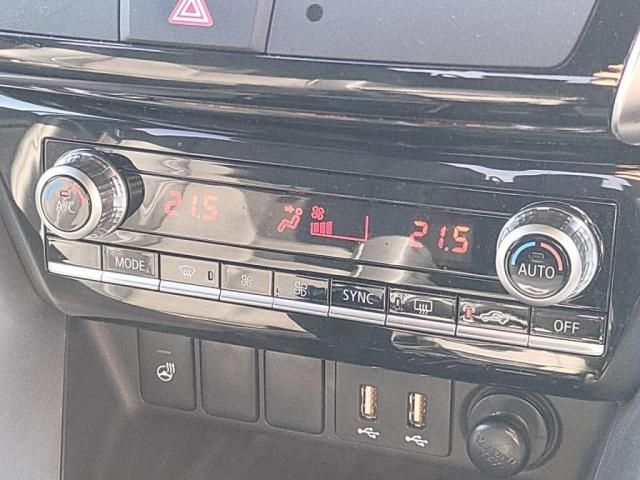 A/C
21.5
21.5
AUTO
MODE
SYNC
OFF